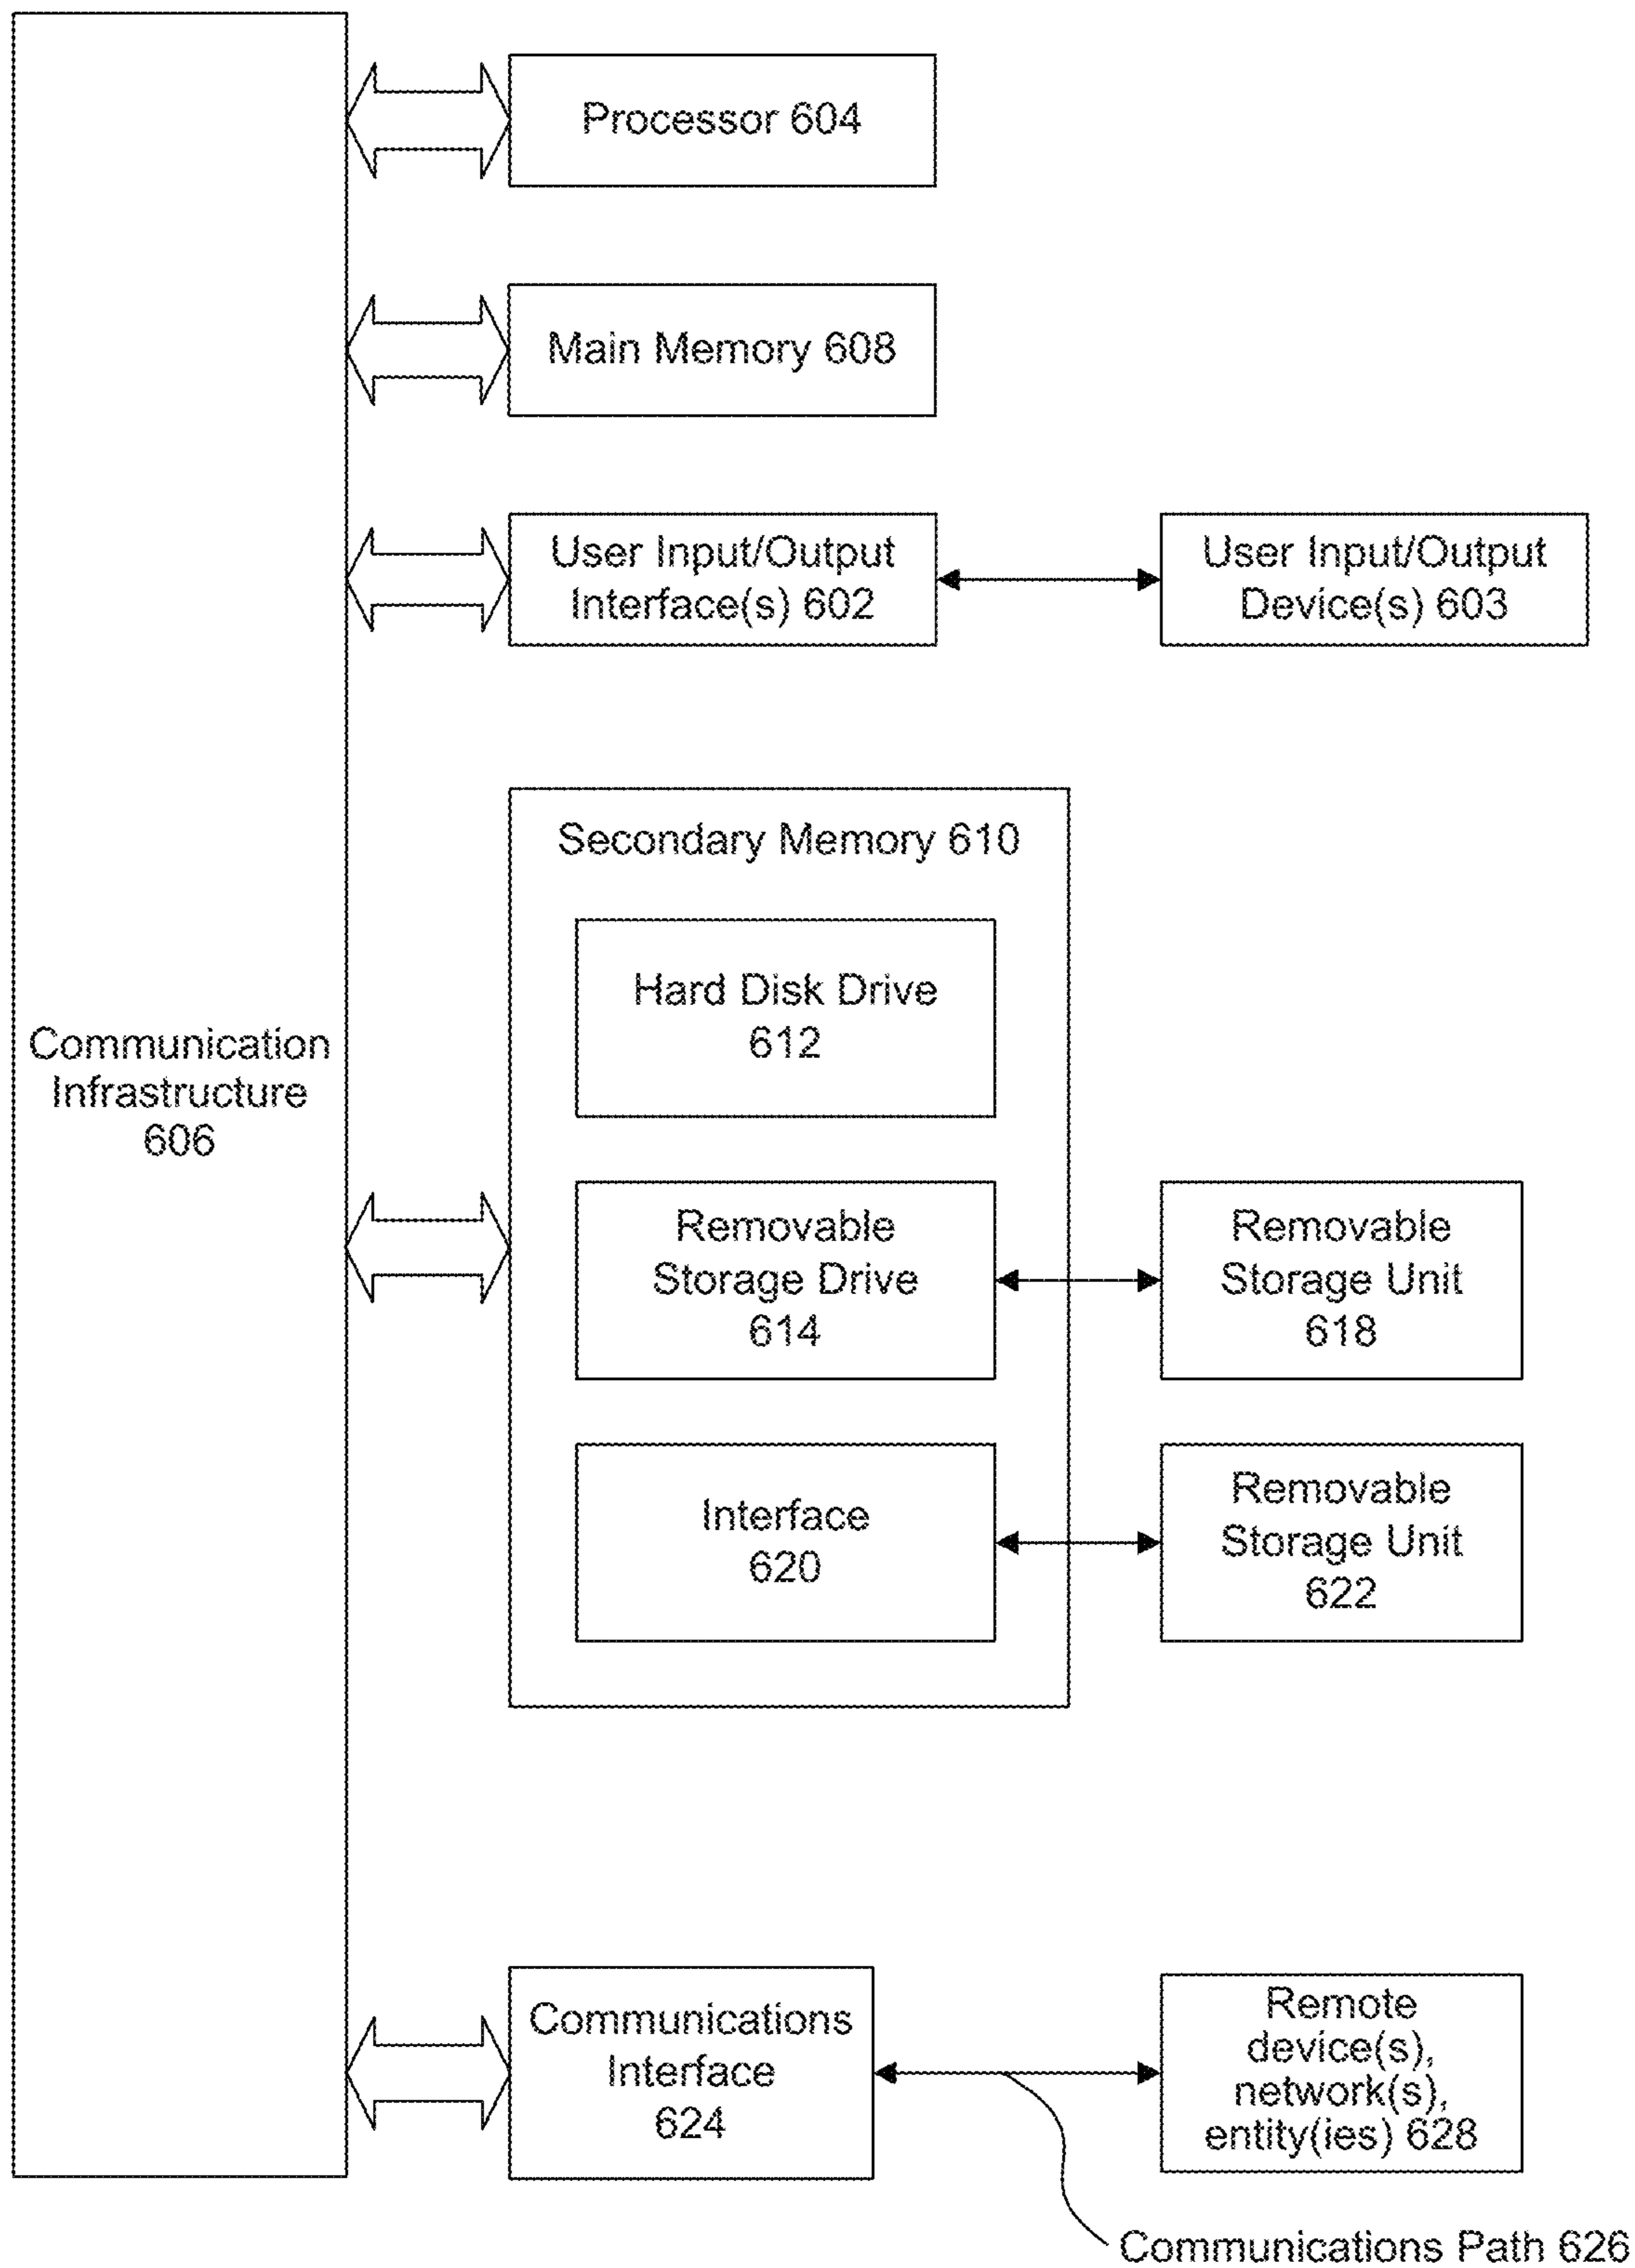 Processor 604
Main Memory 608
User Input/Output
Interface(s) 602
User Input/Output
Device(s) 603
Secondary Memory 610
Hard Disk Drive
612
Communication
Infrastructure
606
Removable
Storage Drive
614
Removable
Storage Unit
618
Interface
620
Removable
Storage Unit
622
Communications
Interface
624
Remote
device(s),
network(s),
entity(ies) 628
Communications Path 626